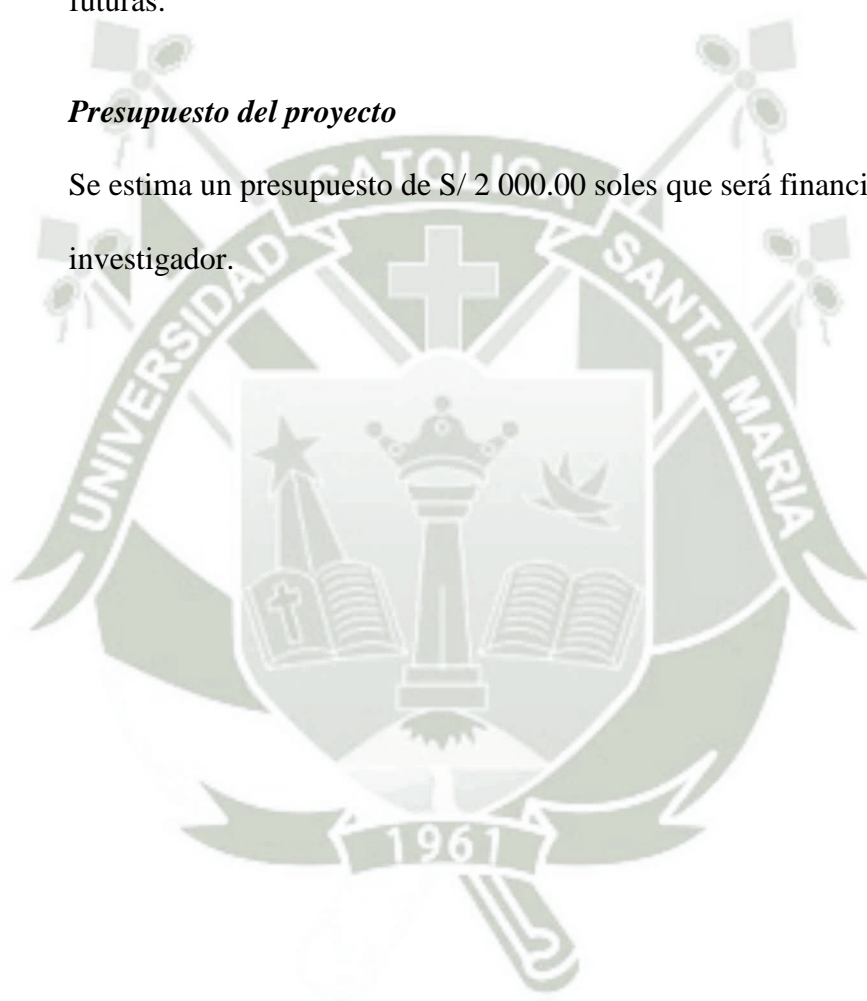 futuras.
Presupuesto del proyecto
Se estima un presupuesto de S/ 2 000.00 soles que será
investigador.
UNIVERSIDAD CATOLICA SANTA MARIA
1961